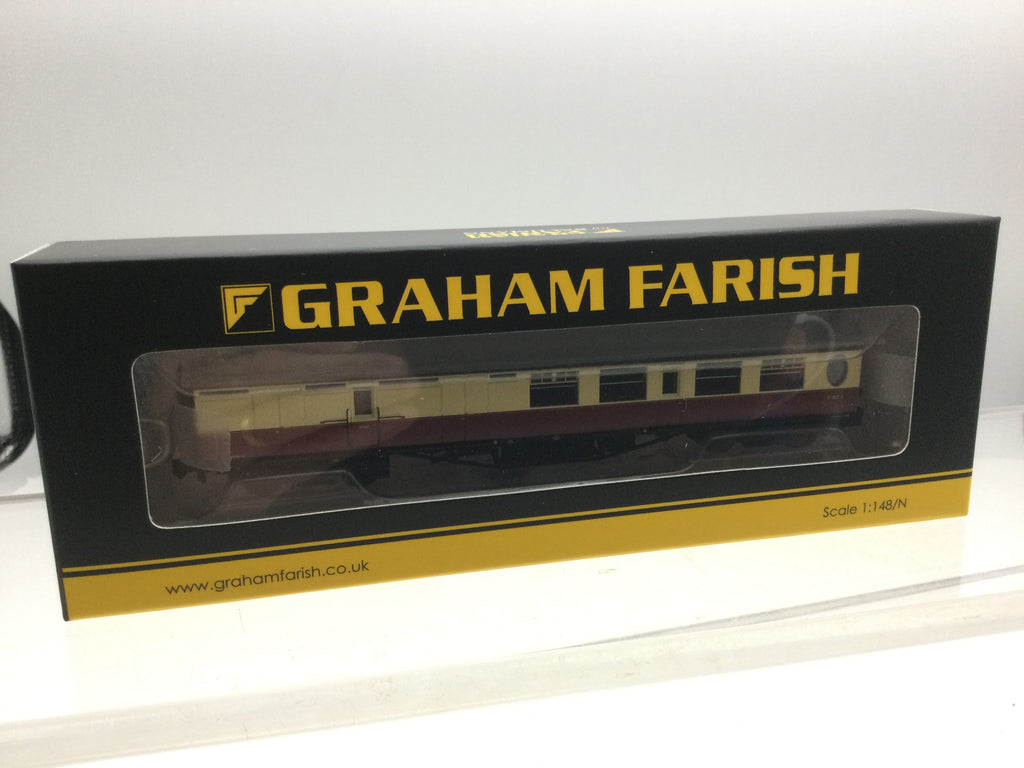 GRAHAM FARISH
Scale 1:148/N
www.grahamfarish.co.uk